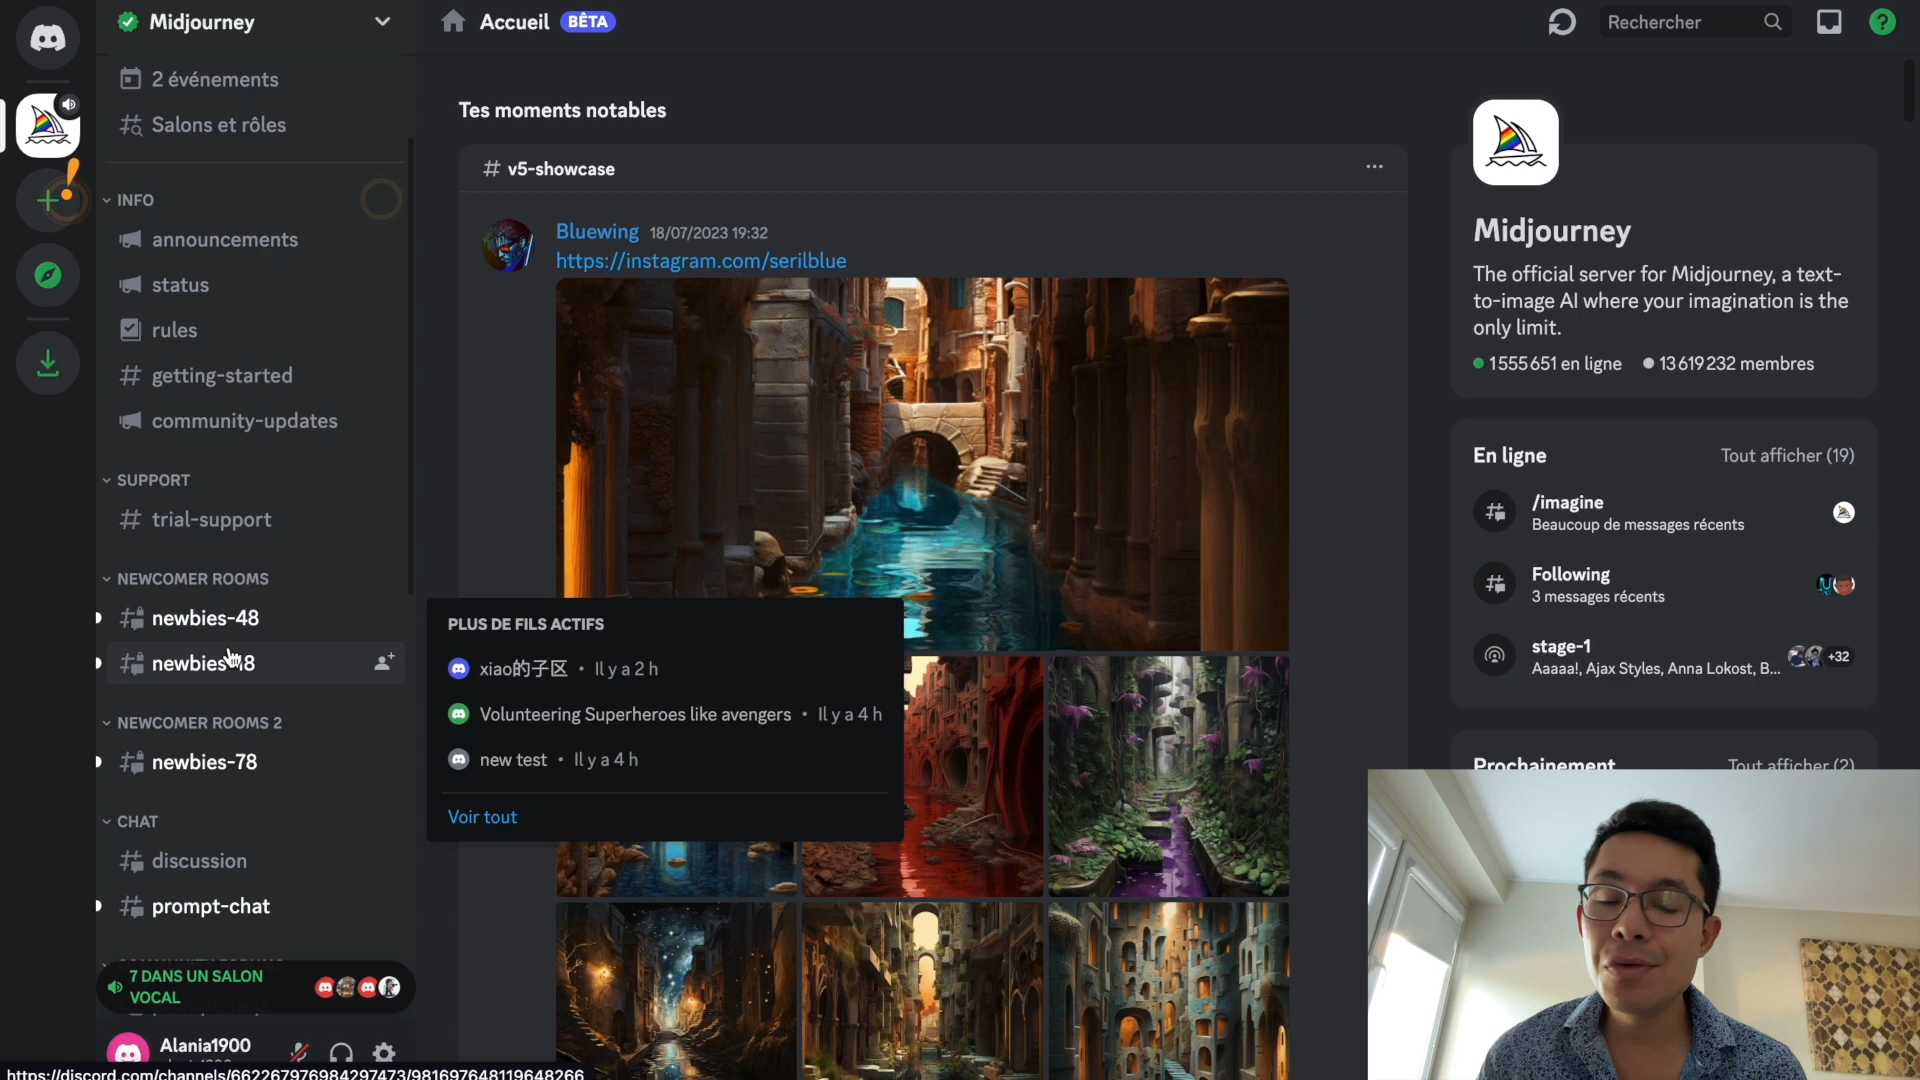 Midjourney
2 événements
Salons et rôles
INFO
announcements
status
rules
getting-started
community-updates
SUPPORT
trial-support
NEWCOMER ROOMS
newbies-48
NEWCOMER ROOMS 2
newbies-78
CHAT
discussion
prompt-chat
7 DANS UN SALON
VOCAL
Alania1900
https://discord.com/channels/662267976984297473/981697648119648266
Accueil BÊTA
Rechercher
Tes moments notables
v5-showcase
Bluewing 18/07/2023 19:32
https://instagram.com/serilblue
PLUS DE FILS ACTIFS
xiao的子区 • Il y a 2 h
Volunteering Superheroes like avengers • Il y a 4 h
new test • Il y a 4 h
Voir tout
Midjourney
The official server for Midjourney, a text-
to-image AI where your imagination is the
only limit.
1 555 651 en ligne 13 619 232 membres
En ligne Tout afficher (19)
/imagine
Beaucoup de messages récents
Following
3 messages récents
stage-1
Aaaaa!, Ajax Styles, Anna Lokost, B... +32
Prochainement Tout afficher (2)